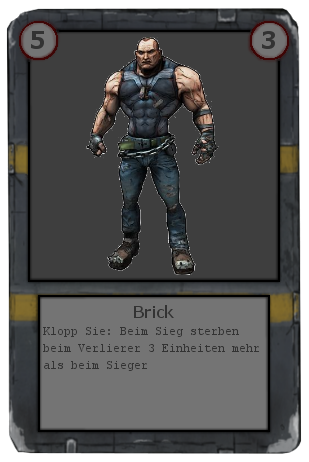 5 3
Brick
Klopp Sie: Beim Sieg sterben
beim Verlierer 3 Einheiten mehr
als beim Sieger